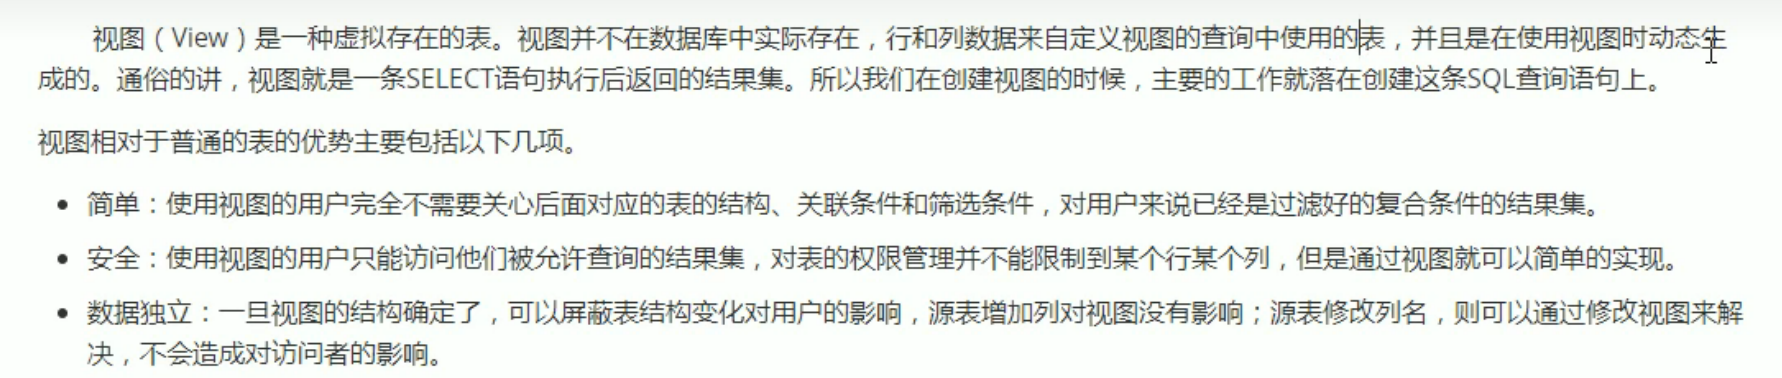 视图（View）是一种虚拟存在的表。视图并不在数据库中实际存在，行和列数据来自定义视图的查询中使用的表，并且是在使用视图时动态生
成的。通俗的讲，视图就是一条SELECT语句执行后返回的结果集。所以我们在创建视图的时候，主要的工作就落在创建这条SQL查询语句上。
视图相对于普通的表的优势主要包括以下几项。
• 简单：使用视图的用户完全不需要关心后面对应的表的结构、关联条件和筛选条件，对用户来说已经是过滤好的复合条件的结果集。
• 安全：使用视图的用户只能访问他们被允许查询的结果集，对表的权限管理并不能限制到某个行某个列，但是通过视图就可以简单的实现。
• 数据独立：一旦视图的结构确定了，可以屏蔽表结构变化对用户的影响，源表增加列对视图没有影响；源表修改列名，则可以通过修改视图来解
决，不会造成对访问者的影响。